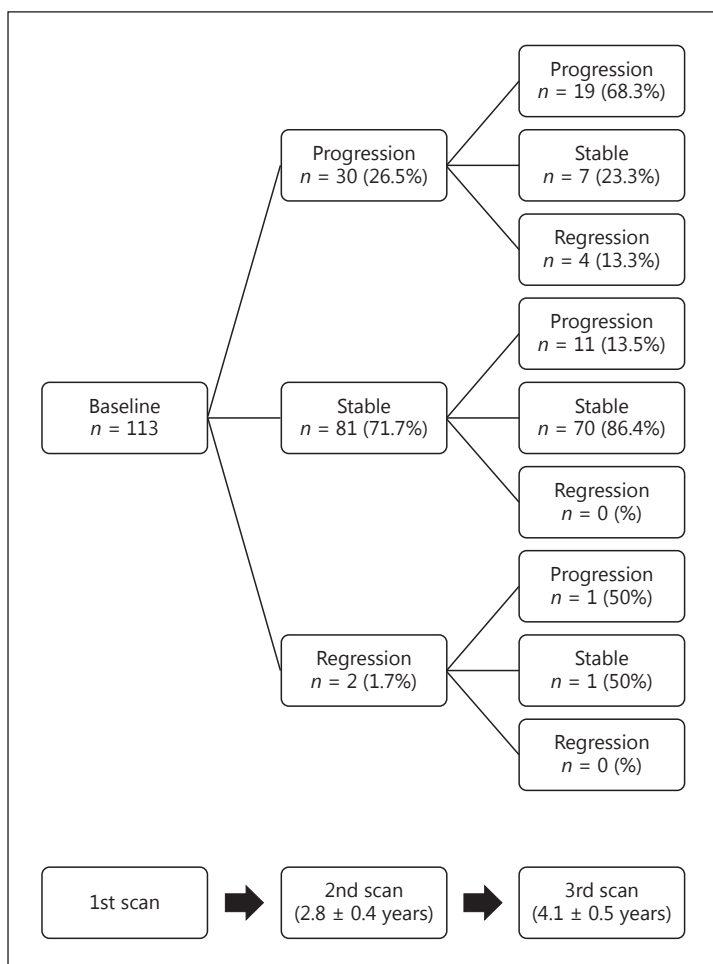 Baseline
n = 113
Progression
n = 30 (26.5%)
Stable
n = 81 (71.7%)
Regression
n = 2 (1.7%)
Progression
n = 19 (68.3%)
Stable
n = 7 (23.3%)
Regression
n = 4 (13.3%)
Progression
n = 11 (13.5%)
Stable
n = 70 (86.4%)
Regression
n = 0 (%)
Progression
n = 1 (50%)
Stable
n = 1 (50%)
Regression
n = 0 (%)
1st scan
2nd scan
(2.8 ± 0.4 years)
3rd scan
(4.1 ± 0.5 years)